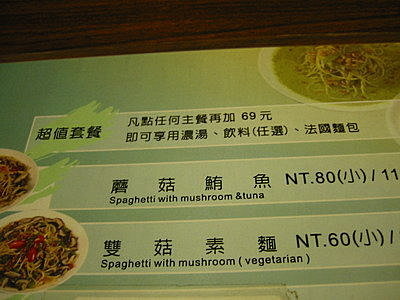 超值套餐
凡點任何主餐再加 69 元
即可享用濃湯、飲料(任選)、法國麵包
蘑菇鮪魚 NT.80(小) / 11
Spaghetti with mushroom &tuna
雙菇素麵 NT.60(小) /
Spaghetti with mushroom ( vegetarian )